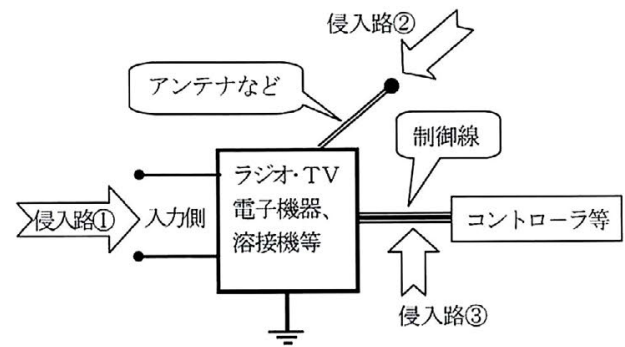 侵入路②
アンテナなど
制御線
ラジオ・TV
電子機器、
溶接機等
侵入路①
入力側
コントローラ等
侵入路③